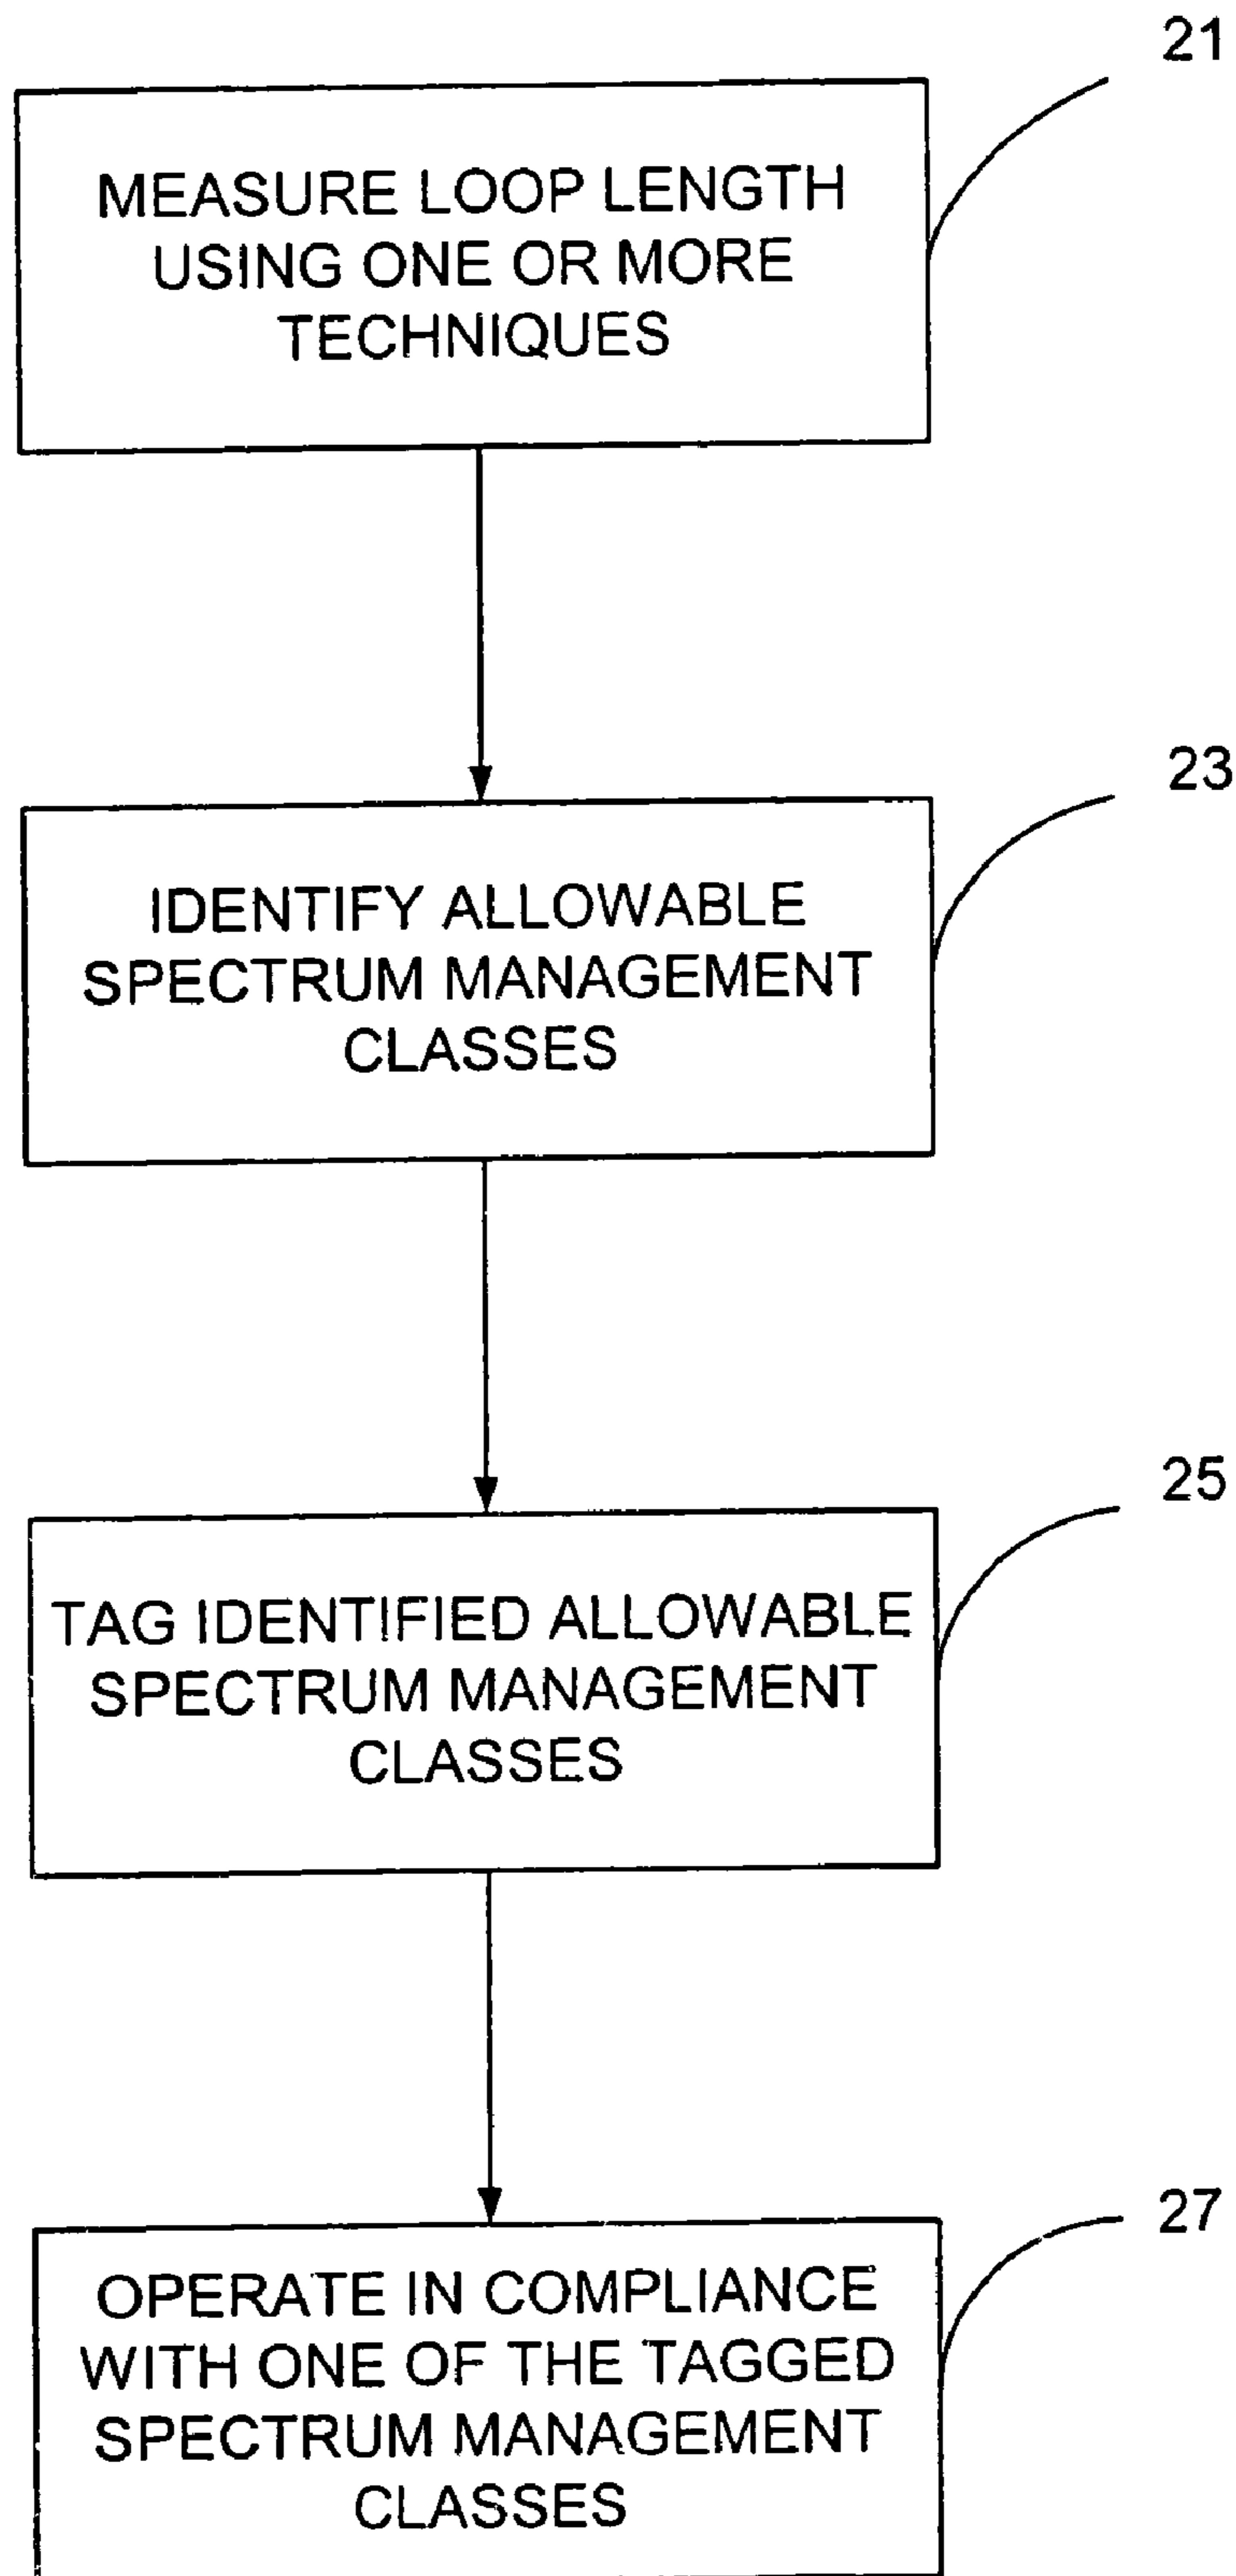 21
MEASURE LOOP LENGTH
USING ONE OR MORE
TECHNIQUES
23
IDENTIFY ALLOWABLE
SPECTRUM MANAGEMENT
CLASSES
25
TAG IDENTIFIED ALLOWABLE
SPECTRUM MANAGEMENT
CLASSES
27
OPERATE IN COMPLIANCE
WITH ONE OF THE TAGGED
SPECTRUM MANAGEMENT
CLASSES